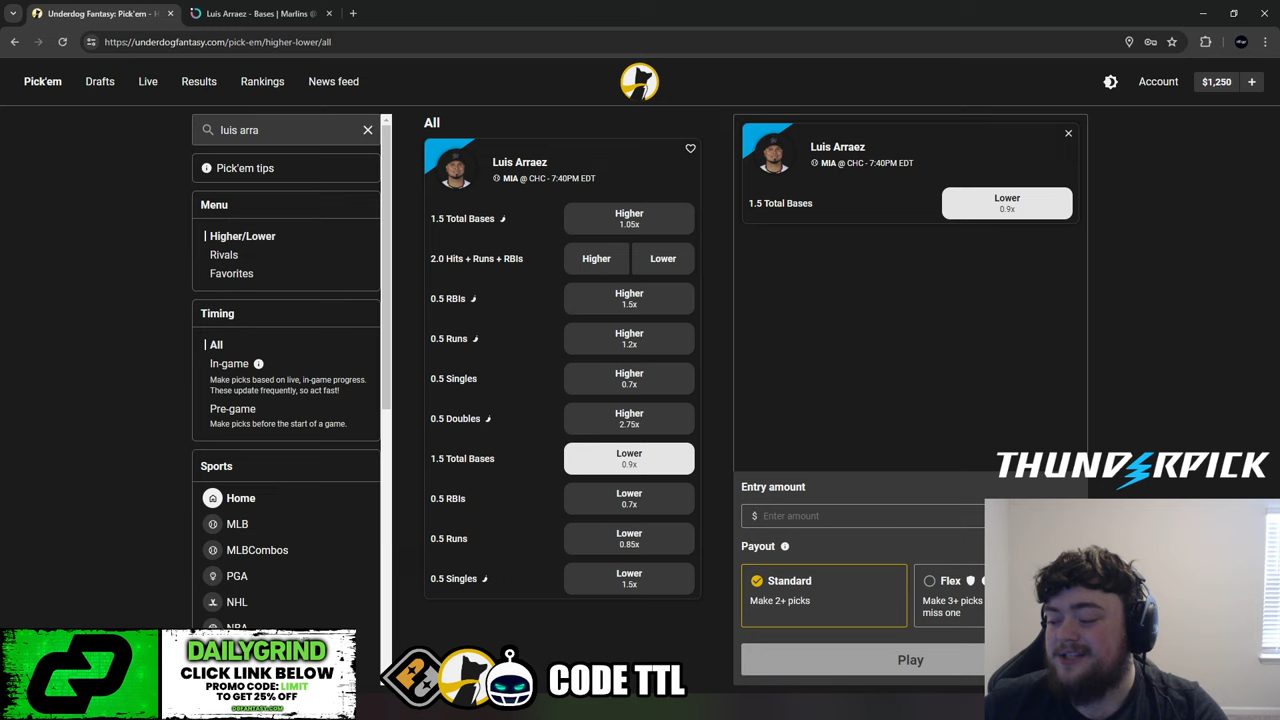 Underdog Fantasy: Pick'em - H
Luis Arraez - Bases | Marlins @
https://underdogfantasy.com/pick-em/higher-lower/all
Pick'em
Drafts
Live
Results
Rankings
News feed
Account
$1,250
luis arra
Pick'em tips
Menu
Higher/Lower
Rivals
Favorites
Timing
All
In-game
Make picks based on live, in-game progress.
These update frequently, so act fast!
Pre-game
Make picks before the start of a game.
Sports
Home
MLB
MLBCombos
PGA
NHL
All
Luis Arraez
MIA @ CHC - 7:40PM EDT
1.5 Total Bases
Higher
1.05x
2.0 Hits + Runs + RBIs
Higher
Lower
0.5 RBIs
Higher
1.5x
0.5 Runs
Higher
1.2x
0.5 Singles
Higher
0.7x
0.5 Doubles
Higher
2.75x
1.5 Total Bases
Lower
0.9x
0.5 RBIs
Lower
0.7x
0.5 Runs
Lower
0.85x
0.5 Singles
Lower
1.5x
Luis Arraez
MIA @ CHC - 7:40PM EDT
1.5 Total Bases
Lower
0.9x
Entry amount
$ Enter amount
Payout
Standard
Make 2+ picks
Flex
Make 3+ picks
miss one
Play
THUNDERPICK
DAILYGRIND
CLICK LINK BELOW
PROMO CODE: LIMIT
TO GET 25% OFF
DGFANTASY.COM
CODE TTL